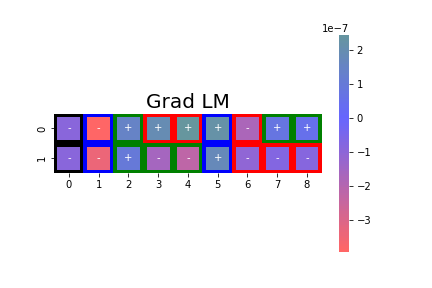 1e−7
Grad LM
0 - - + + + + - + +
1 - - + - - + - - -
0 1 2 3 4 5 6 7 8
2
1
0
−1
−2
−3